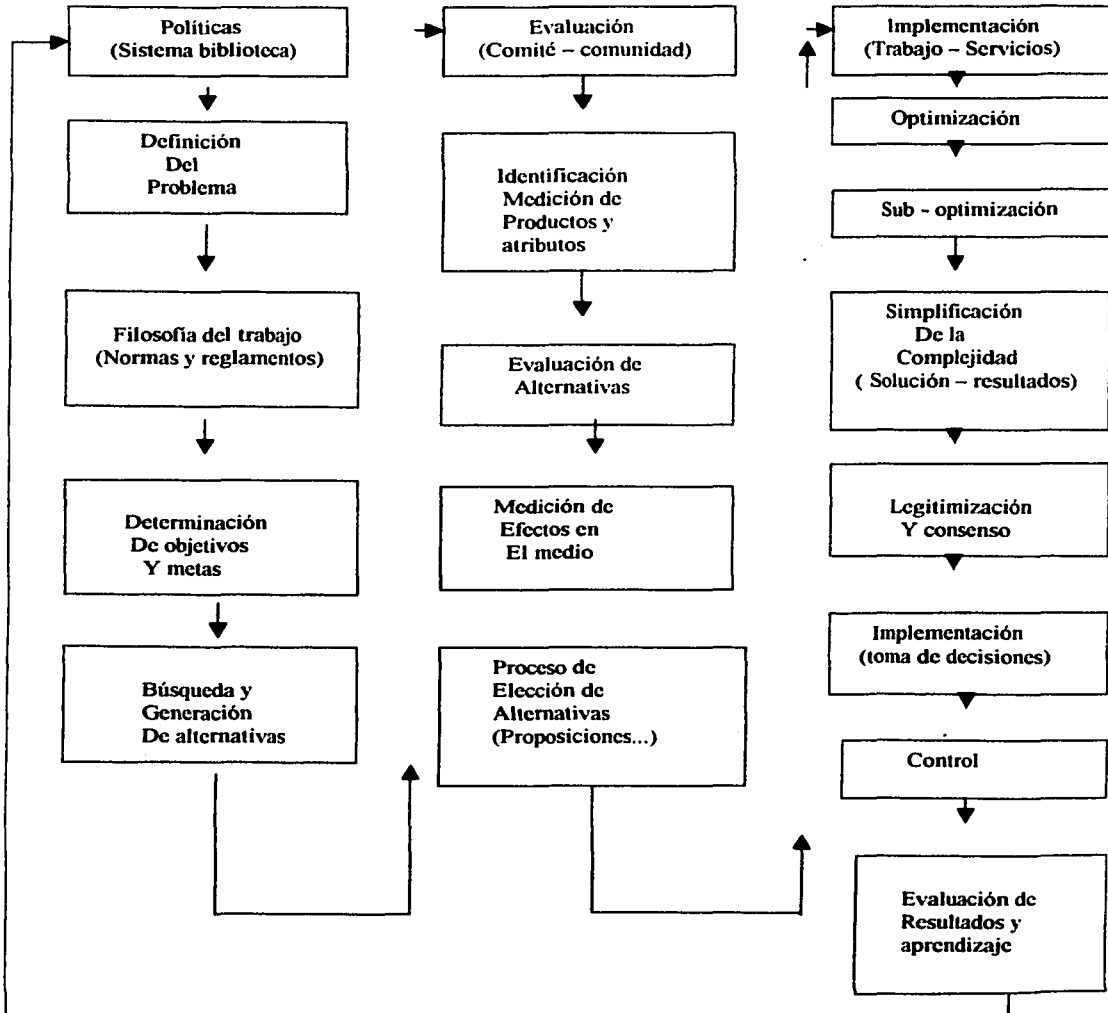 Políticas
(Sistema biblioteca)
Definición
Del
Problema
Filosofía del trabajo
(Normas y reglamentos)
Determinación
De objetivos
Y metas
Búsqueda y
Generación
De alternativas
Evaluación
(Comité – comunidad)
Identificación
Medición de
Productos y
atributos
Evaluación de
Alternativas
Medición de
Efectos en
El medio
Proceso de
Elección de
Alternativas
(Proposiciones...)
Implementación
(Trabajo – Servicios)
Optimización
Sub - optimización
Simplificación
De la
Complejidad
( Solución – resultados)
Legitimización
Y consenso
Implementación
(toma de decisiones)
Control
Evaluación de
Resultados y
aprendizaje